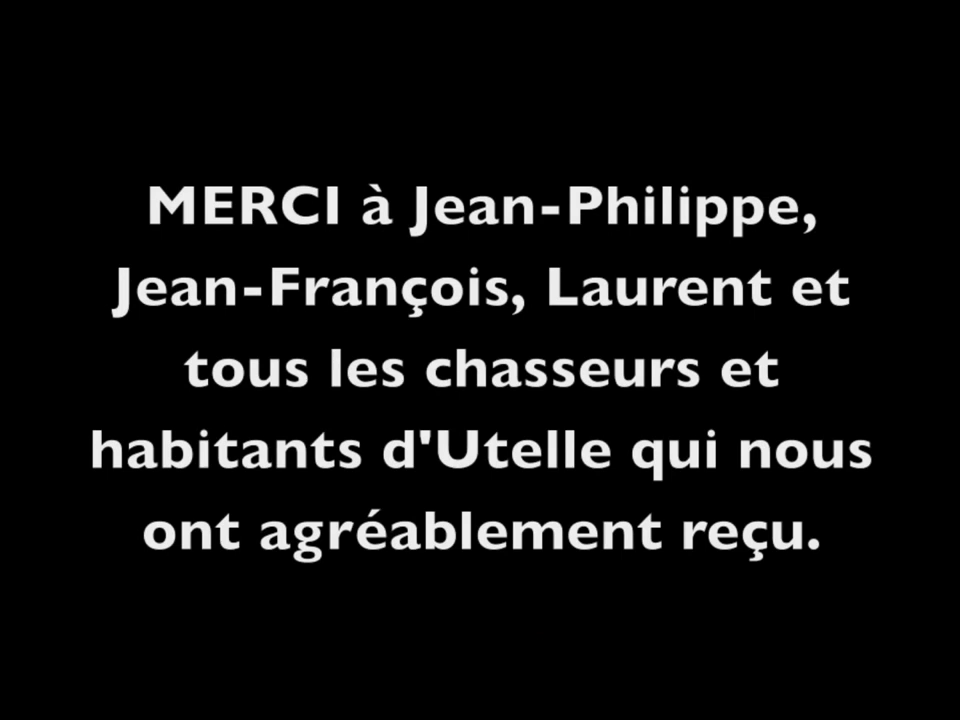 MERCI à Jean-Philippe,
Jean-François, Laurent et
tous les chasseurs et
habitants d'Utelle qui nous
ont agréablement reçu.